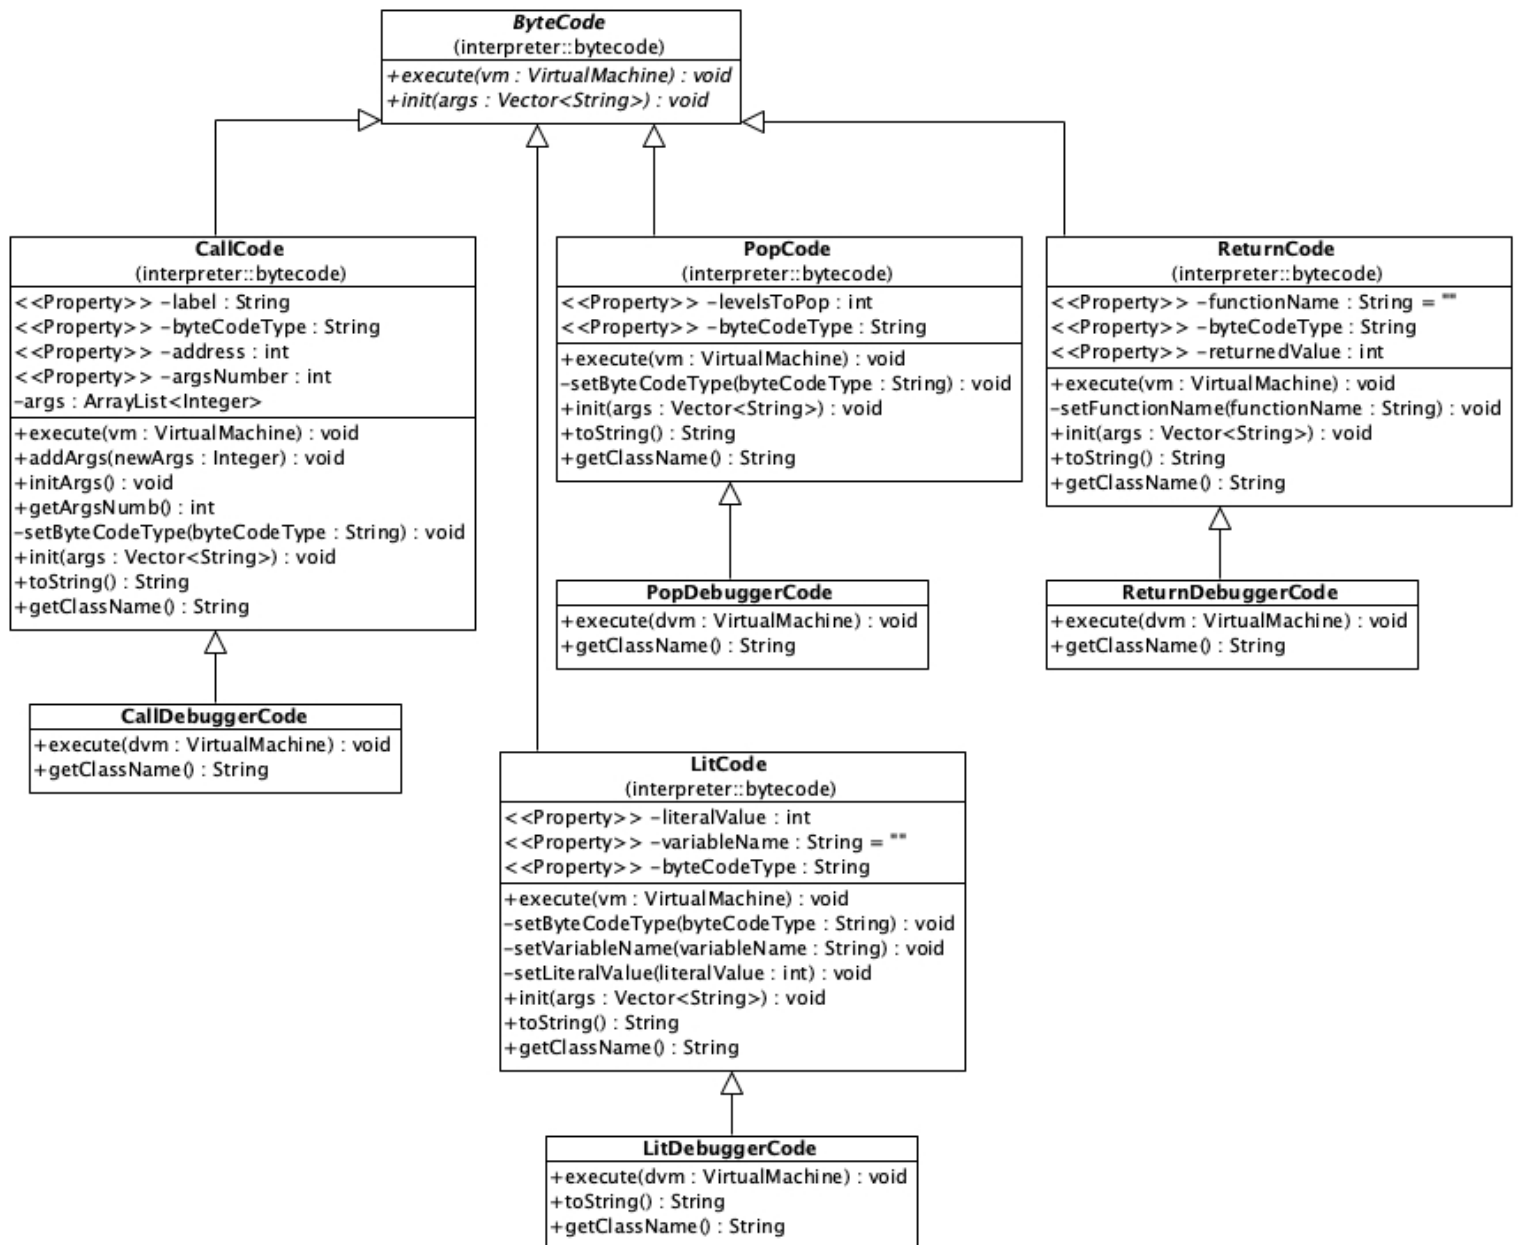 ByteCode
(interpreter::bytecode)
+execute(vm : VirtualMachine) : void
+init(args : Vector<String>) : void
CallCode
(interpreter::bytecode)
<<Property>> -label : String
<<Property>> -byteCodeType : String
<<Property>> -address : int
<<Property>> -argsNumber : int
-args : ArrayList<Integer>
+execute(vm : VirtualMachine) : void
+addArgs(newArgs : Integer) : void
+initArgs() : void
+getArgsNumb() : int
-setByteCodeType(byteCodeType : String) : void
+init(args : Vector<String>) : void
+toString() : String
+getClassName() : String
PopCode
(interpreter::bytecode)
<<Property>> -levelsToPop : int
<<Property>> -byteCodeType : String
+execute(vm : VirtualMachine) : void
-setByteCodeType(byteCodeType : String) : void
+init(args : Vector<String>) : void
+toString() : String
+getClassName() : String
ReturnCode
(interpreter::bytecode)
<<Property>> -functionName : String = ""
<<Property>> -byteCodeType : String
<<Property>> -returnedValue : int
+execute(vm : VirtualMachine) : void
-setFunctionName(functionName : String) : void
+init(args : Vector<String>) : void
+toString() : String
+getClassName() : String
PopDebuggerCode
+execute(dvm : VirtualMachine) : void
+getClassName() : String
ReturnDebuggerCode
+execute(dvm : VirtualMachine) : void
+getClassName() : String
CallDebuggerCode
+execute(dvm : VirtualMachine) : void
+getClassName() : String
LitCode
(interpreter::bytecode)
<<Property>> -literalValue : int
<<Property>> -variableName : String = ""
<<Property>> -byteCodeType : String
+execute(vm : VirtualMachine) : void
-setByteCodeType(byteCodeType : String) : void
-setVariableName(variableName : String) : void
-setLiteralValue(literalValue : int) : void
+init(args : Vector<String>) : void
+toString() : String
+getClassName() : String
LitDebuggerCode
+execute(dvm : VirtualMachine) : void
+toString() : String
+getClassName() : String